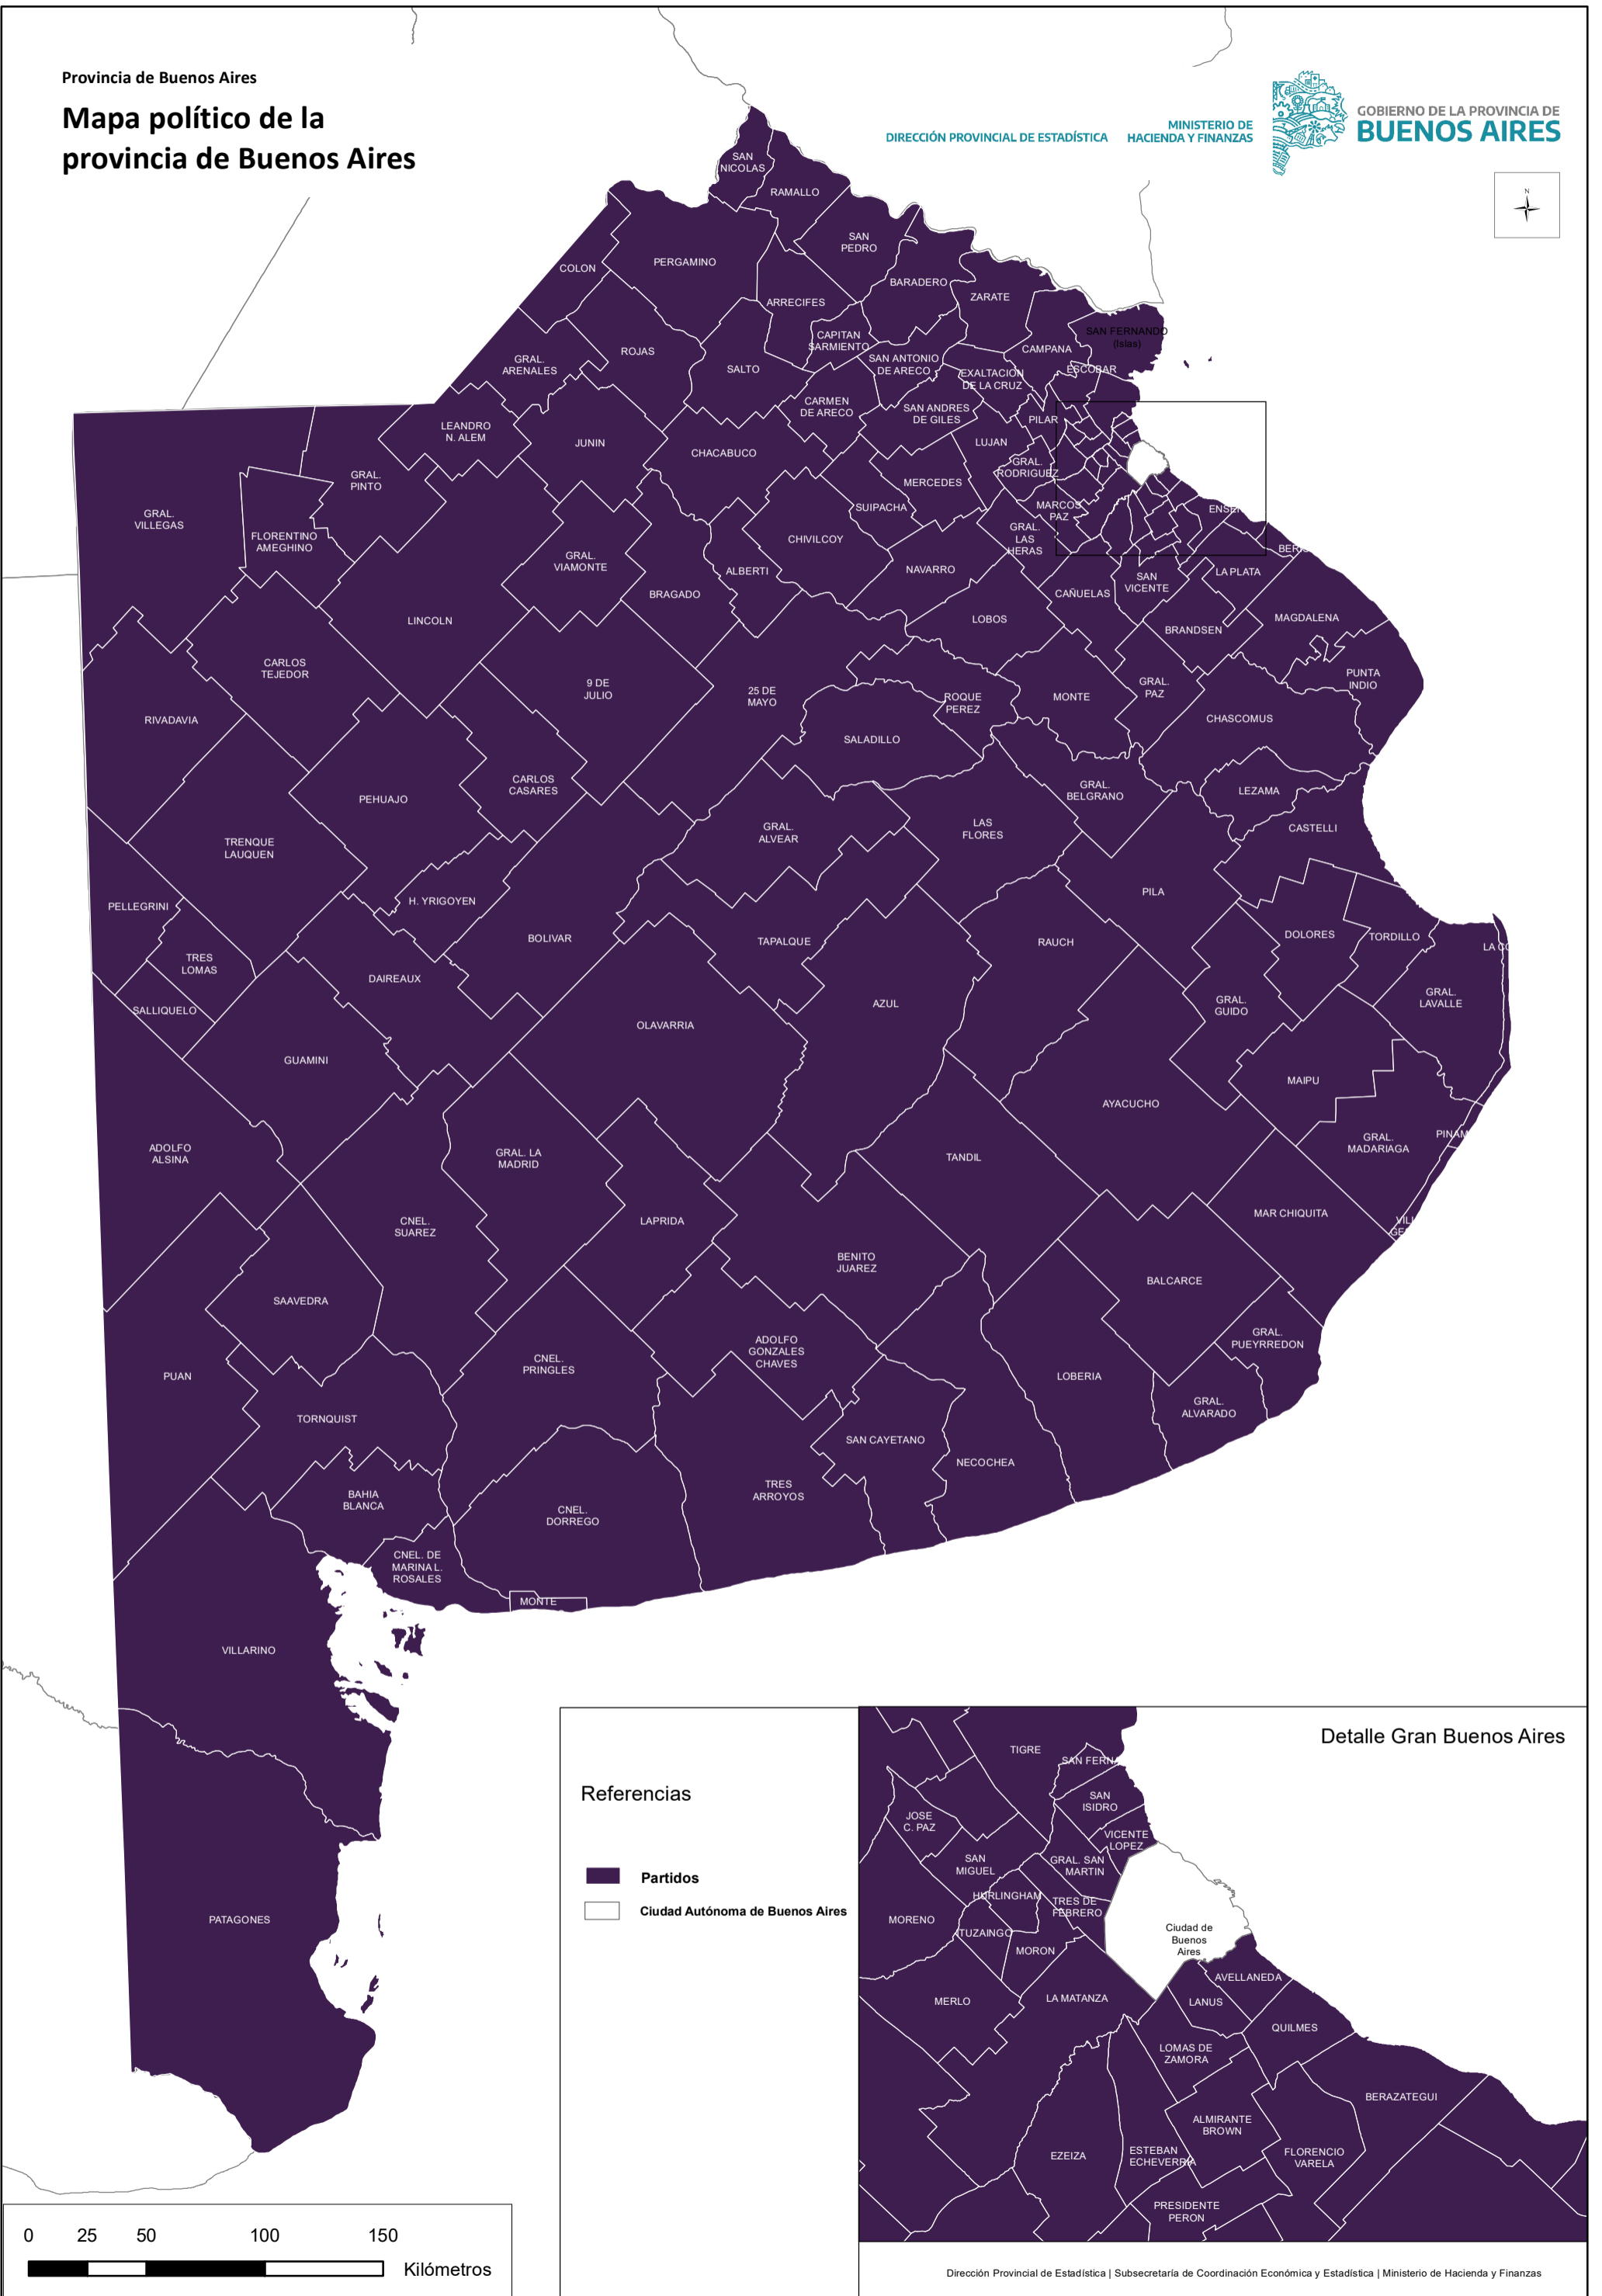 Provincia de Buenos Aires
Mapa político de la
provincia de Buenos Aires
DIRECCIÓN PROVINCIAL DE ESTADÍSTICA
MINISTERIO DE
HACIENDA Y FINANZAS
GOBIERNO DE LA PROVINCIA DE
BUENOS AIRES
N
SAN
NICOLAS
RAMALLO
SAN
PEDRO
COLON
PERGAMINO
BARADERO
ZARATE
ARRECIFES
SAN FERNANDO
(Islas)
CAPITAN
SARMIENTO
ROJAS
CAMPANA
GRAL.
ARENALES
SALTO
SAN ANTONIO
DE ARECO
ESCOBAR
EXALTACION
DE LA CRUZ
CARMEN
DE ARECO
SAN ANDRES
DE GILES
PILAR
LEANDRO
N. ALEM
JUNIN
LUJAN
CHACABUCO
GRAL.
RODRIGUEZ
GRAL.
PINTO
MERCEDES
SUIPACHA
MARCOS
PAZ
ENSEN
GRAL.
VILLEGAS
FLORENTINO
AMEGHINO
CHIVILCOY
GRAL.
LAS
HERAS
BERIS
GRAL.
VIAMONTE
ALBERTI
NAVARRO
LA PLATA
SAN
VICENTE
BRAGADO
CAÑUELAS
LINCOLN
LOBOS
MAGDALENA
BRANDSEN
CARLOS
TEJEDOR
PUNTA
INDIO
9 DE
JULIO
25 DE
MAYO
ROQUE
PEREZ
MONTE
GRAL.
PAZ
RIVADAVIA
CHASCOMUS
SALADILLO
CARLOS
CASARES
PEHUAJO
GRAL.
BELGRANO
LEZAMA
GRAL.
ALVEAR
LAS
FLORES
CASTELLI
TRENQUE
LAUQUEN
PILA
PELLEGRINI
H. YRIGOYEN
BOLIVAR
TAPALQUE
RAUCH
DOLORES
TORDILLO
LA CO
TRES
LOMAS
DAIREAUX
AZUL
GRAL.
GUIDO
GRAL.
LAVALLE
SALLIQUELO
OLAVARRIA
GUAMINI
MAIPU
AYACUCHO
ADOLFO
ALSINA
GRAL. LA
MADRID
TANDIL
GRAL.
MADARIAGA
PINAM
CNEL.
SUAREZ
LAPRIDA
MAR CHIQUITA
VILL
GES
BENITO
JUAREZ
BALCARCE
SAAVEDRA
ADOLFO
GONZALES
CHAVES
GRAL.
PUEYRREDON
PUAN
CNEL.
PRINGLES
LOBERIA
TORNQUIST
GRAL.
ALVARADO
SAN CAYETANO
NECOCHEA
BAHIA
BLANCA
TRES
ARROYOS
CNEL.
DORREGO
CNEL. DE
MARINA L.
ROSALES
MONTE
VILLARINO
PATAGONES
Referencias
Partidos
Ciudad Autónoma de Buenos Aires
Detalle Gran Buenos Aires
TIGRE
SAN FERNA
SAN
ISIDRO
JOSE
C. PAZ
VICENTE
LOPEZ
SAN
MIGUEL
GRAL. SAN
MARTIN
HURLINGHAM
TRES DE
FEBRERO
MORENO
ITUZAINGO
MORON
Ciudad de
Buenos
Aires
AVELLANEDA
MERLO
LA MATANZA
LANUS
QUILMES
LOMAS DE
ZAMORA
BERAZATEGUI
ALMIRANTE
BROWN
EZEIZA
ESTEBAN
ECHEVERRIA
FLORENCIO
VARELA
PRESIDENTE
PERON
0 25 50 100 150
Kilómetros
Dirección Provincial de Estadística | Subsecretaría de Coordinación Económica y Estadística | Ministerio de Hacienda y Finanzas